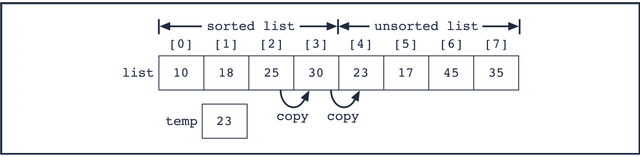 sorted list unsorted list
[0] [1] [2] [3] [4] [5] [6] [7]
list 10 18 25 30 23 17 45 35
copy copy
temp 23